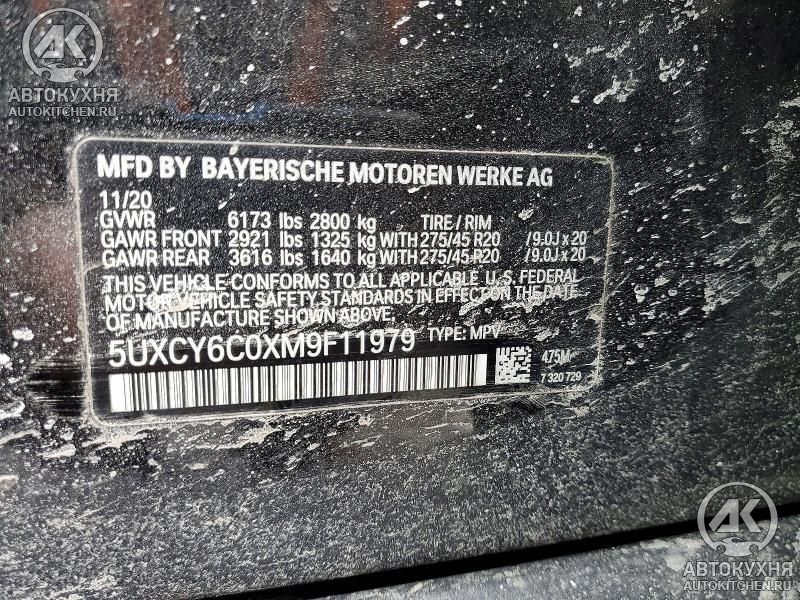 АК
АВТОКУХНЯ
AUTOKITCHEN.RU
MFD BY BAYERISCHE MOTOREN WERKE AG
11/20
GVWR 6173 lbs 2800 kg TIRE / RIM
GAWR FRONT 2921 lbs 1325 kg WITH 275/45 R20 /9.0J x 20
GAWR REAR 3616 lbs 1640 kg WITH 275/45 R20 /9.0J x 20
THIS VEHICLE CONFORMS TO ALL APPLICABLE U.S. FEDERAL
MOTOR VEHICLE SAFETY STANDARDS IN EFFECT ON THE DATE
OF MANUFACTURE SHOWN ABOVE.
5UXCY6C0XM9F11979 TYPE: MPV
475M
7 320 729
АК
АВТОКУХНЯ
AUTOKITCHEN.RU